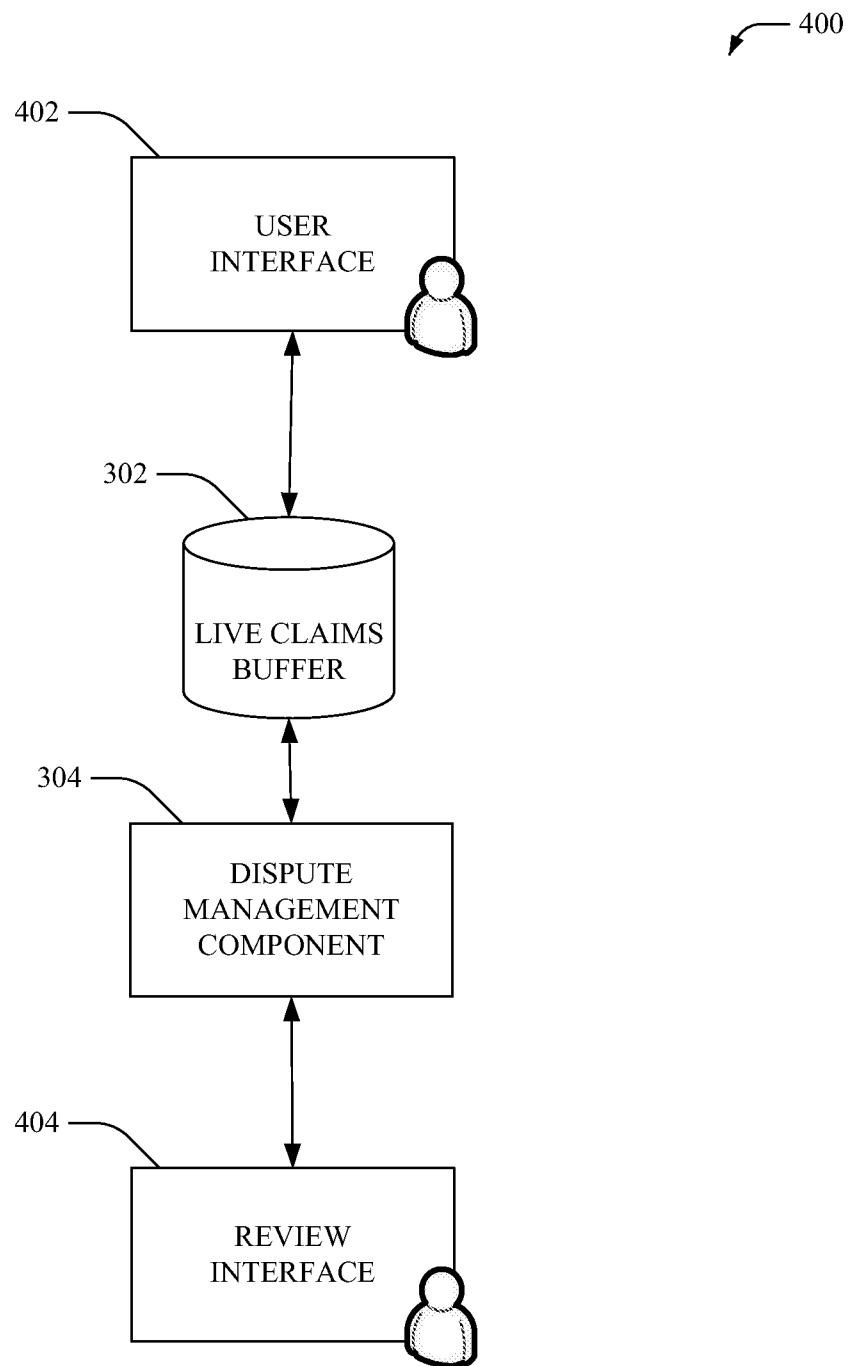 400
402
USER
INTERFACE
302
LIVE CLAIMS
BUFFER
304
DISPUTE
MANAGEMENT
COMPONENT
404
REVIEW
INTERFACE